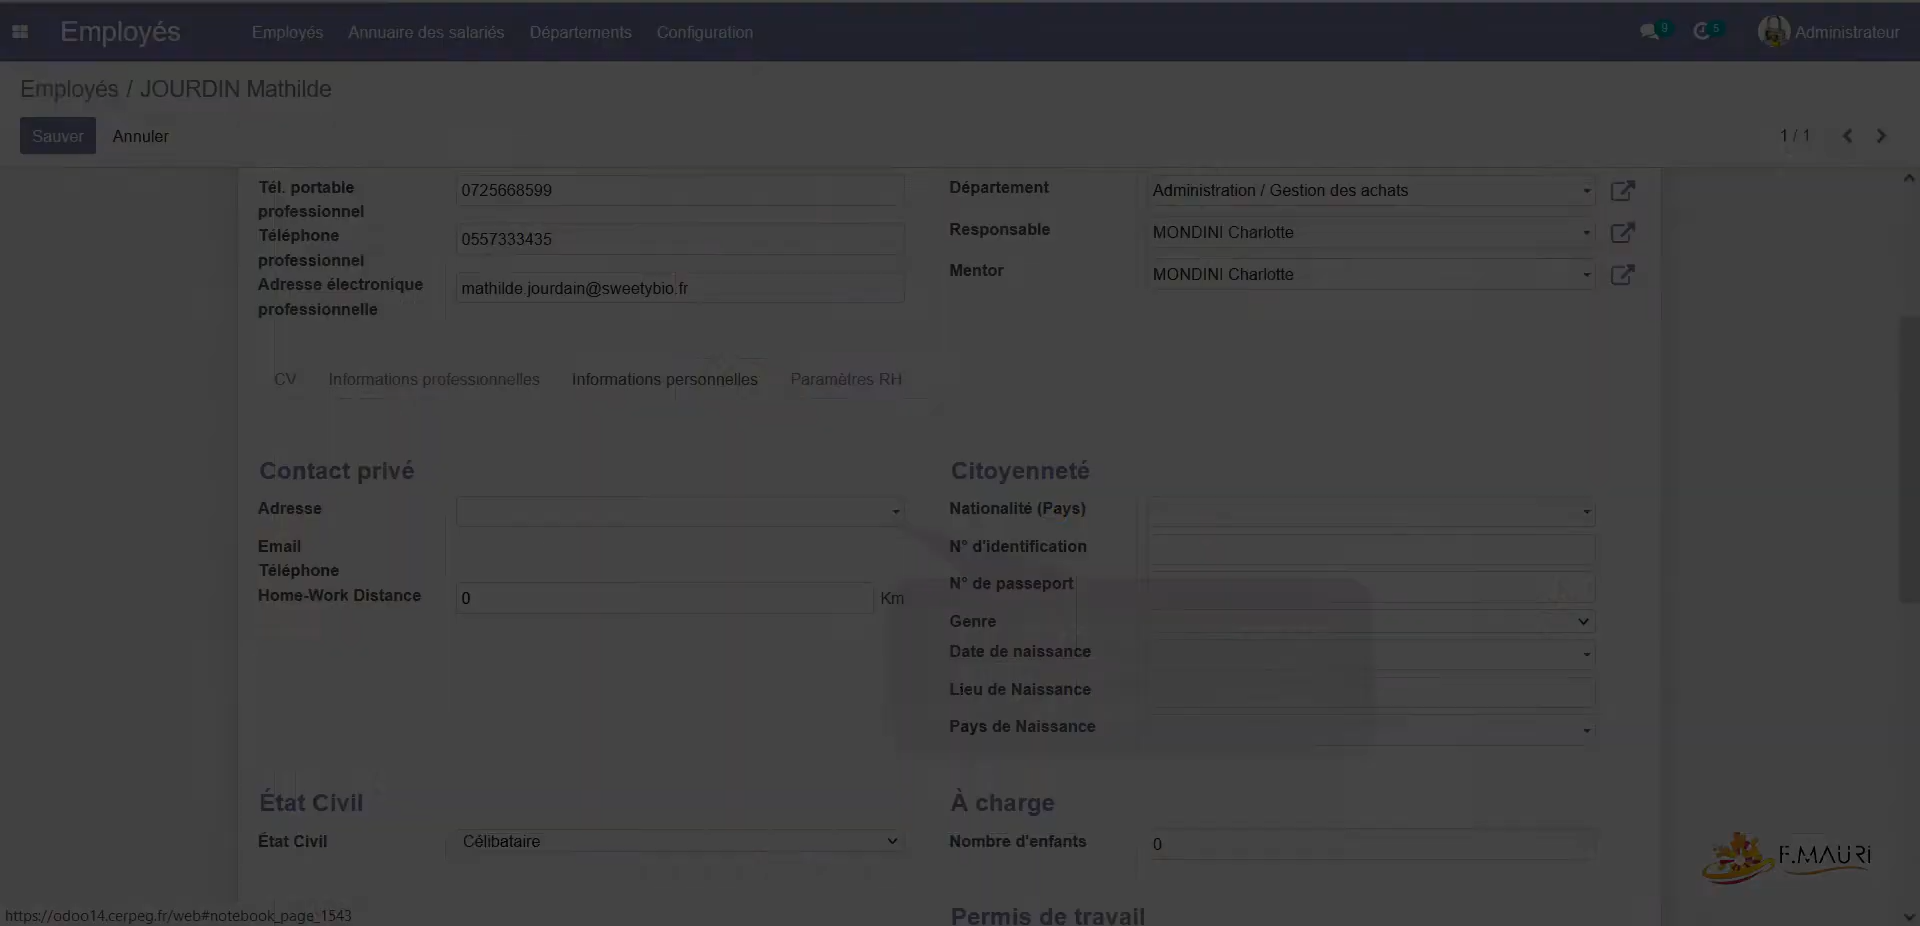 Employés Employés Annuaire des salariés Départements Configuration 9 5 Administrateur
Employés / JOURDIN Mathilde
Sauver Annuler 1 / 1
Tél. portable professionnel 0725668599
Téléphone professionnel 0557333435
Adresse électronique professionnelle mathilde.jourdain@sweetybio.fr
Département Administration / Gestion des achats
Responsable MONDINI Charlotte
Mentor MONDINI Charlotte
CV Informations professionnelles Informations personnelles Paramètres RH
Contact privé
Adresse
Email
Téléphone
Home-Work Distance 0 Km
Citoyenneté
Nationalité (Pays)
N° d'identification
N° de passeport
Genre
Date de naissance
Lieu de Naissance
Pays de Naissance
État Civil
État Civil Célibataire
À charge
Nombre d'enfants 0
F.MAURI
Permis de travail
https://odoo14.cerpeg.fr/web#notebook_page_1543